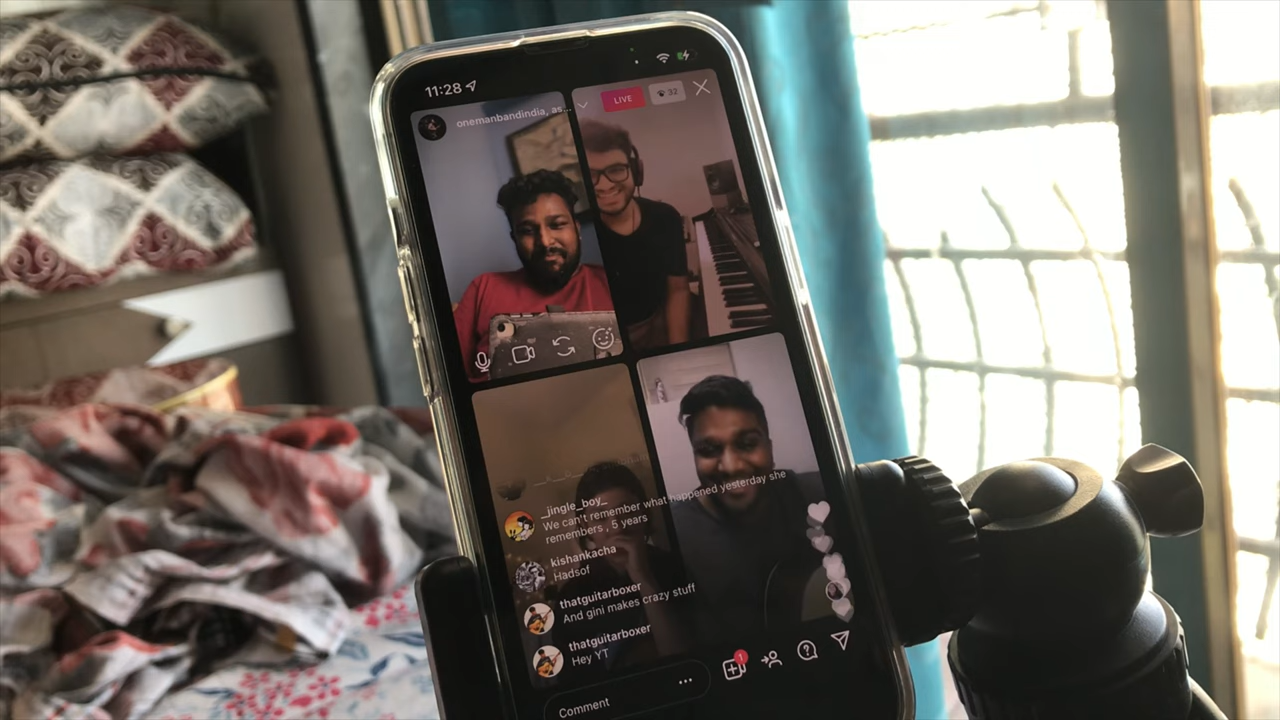 11:28
onemanbandindia, as...
LIVE
32
_jingle_boy_
We can't remember what happened yesterday she
remembers , 5 years
kishankacha
Hadsof
thatguitarboxer
And gini makes crazy stuff
thatguitarboxer
Hey YT
1
Comment